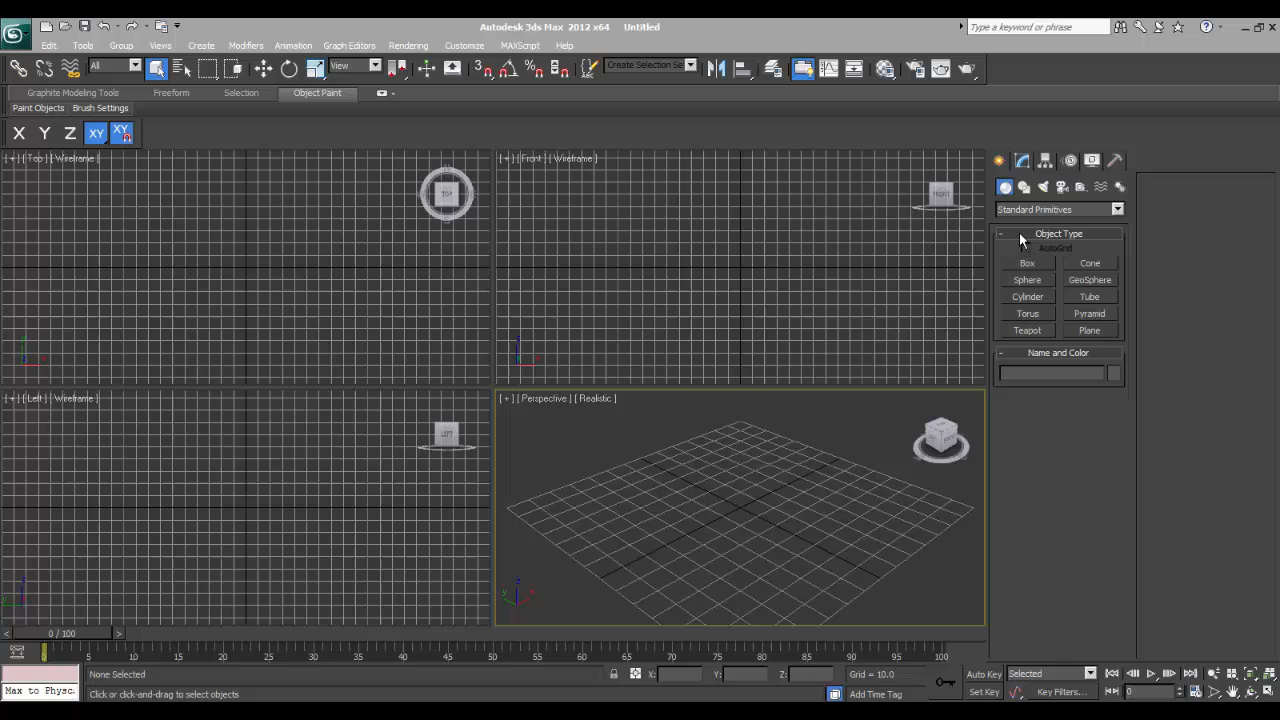 Autodesk 3ds Max 2012 x64 Untitled
Type a keyword or phrase
Edit Tools Group Views Create Modifiers Animation Graph Editors Rendering Customize MAXScript Help
All View Create Selection Se
Graphite Modeling Tools Freeform Selection Object Paint
Paint Objects Brush Settings
X Y Z XY XY
[ + ] [ Top ] [ Wireframe ]
TOP
[ + ] [ Front ] [ Wireframe ]
FRONT
Standard Primitives
- Object Type
AutoGrid
Box Cone
Sphere GeoSphere
Cylinder Tube
Torus Pyramid
Teapot Plane
- Name and Color
[ + ] [ Left ] [ Wireframe ]
LEFT
[ + ] [ Perspective ] [ Realistic ]
< 0 / 100 >
0 5 10 15 20 25 30 35 40 45 50 55 60 65 70 75 80 85 90 95 100
None Selected X: Y: Z: Grid = 10.0 Auto Key Selected
Max to Physc. Click or click-and-drag to select objects Add Time Tag Set Key Key Filters... 0